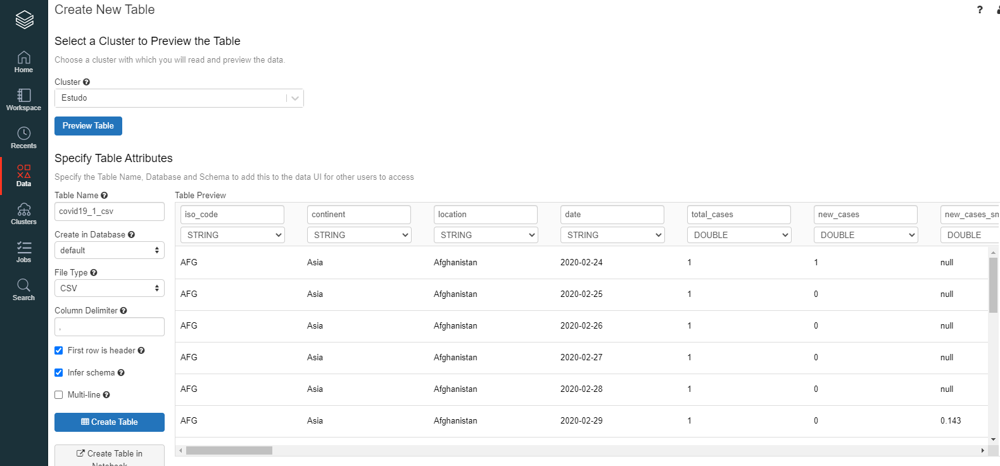 Create New Table
?
Home
Workspace
Recents
Data
Clusters
Jobs
Search
Select a Cluster to Preview the Table
Choose a cluster with which you will read and preview the data.
Cluster ?
Estudo
Preview Table
Specify Table Attributes
Specify the Table Name, Database and Schema to add this to the data UI for other users to access
Table Name ?
covid19_1_csv
Create in Database ?
default
File Type ?
CSV
Column Delimiter ?
,
First row is header ?
Infer schema ?
Multi-line ?
Create Table
Create Table in
Notebook
Table Preview
iso_code continent location date total_cases new_cases new_cases_sm
STRING STRING STRING STRING DOUBLE DOUBLE DOUBLE
AFG Asia Afghanistan 2020-02-24 1 1 null
AFG Asia Afghanistan 2020-02-25 1 0 null
AFG Asia Afghanistan 2020-02-26 1 0 null
AFG Asia Afghanistan 2020-02-27 1 0 null
AFG Asia Afghanistan 2020-02-28 1 0 null
AFG Asia Afghanistan 2020-02-29 1 0 0.143